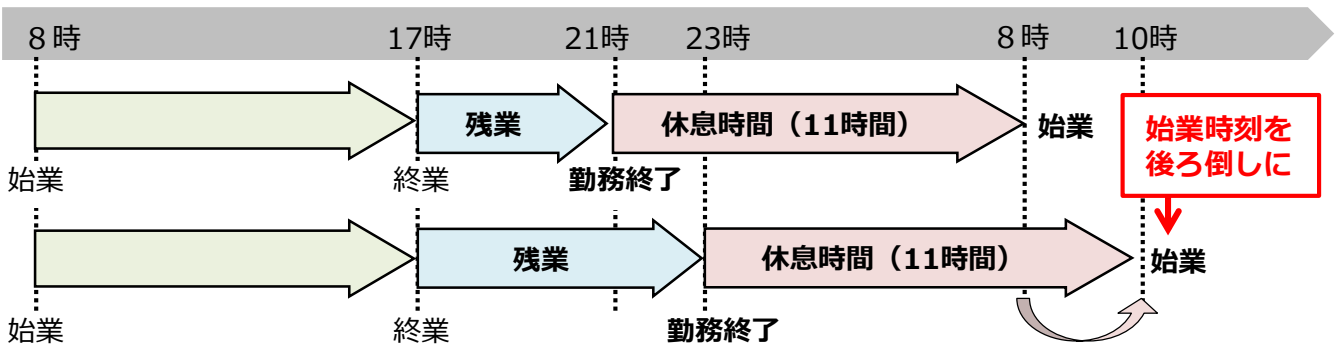 ８時 17時 21時 23時 ８時 10時
残業 休息時間（11時間） 始業
始業時刻を
後ろ倒しに
始業 終業 勤務終了
残業 休息時間（11時間） 始業
始業 終業 勤務終了